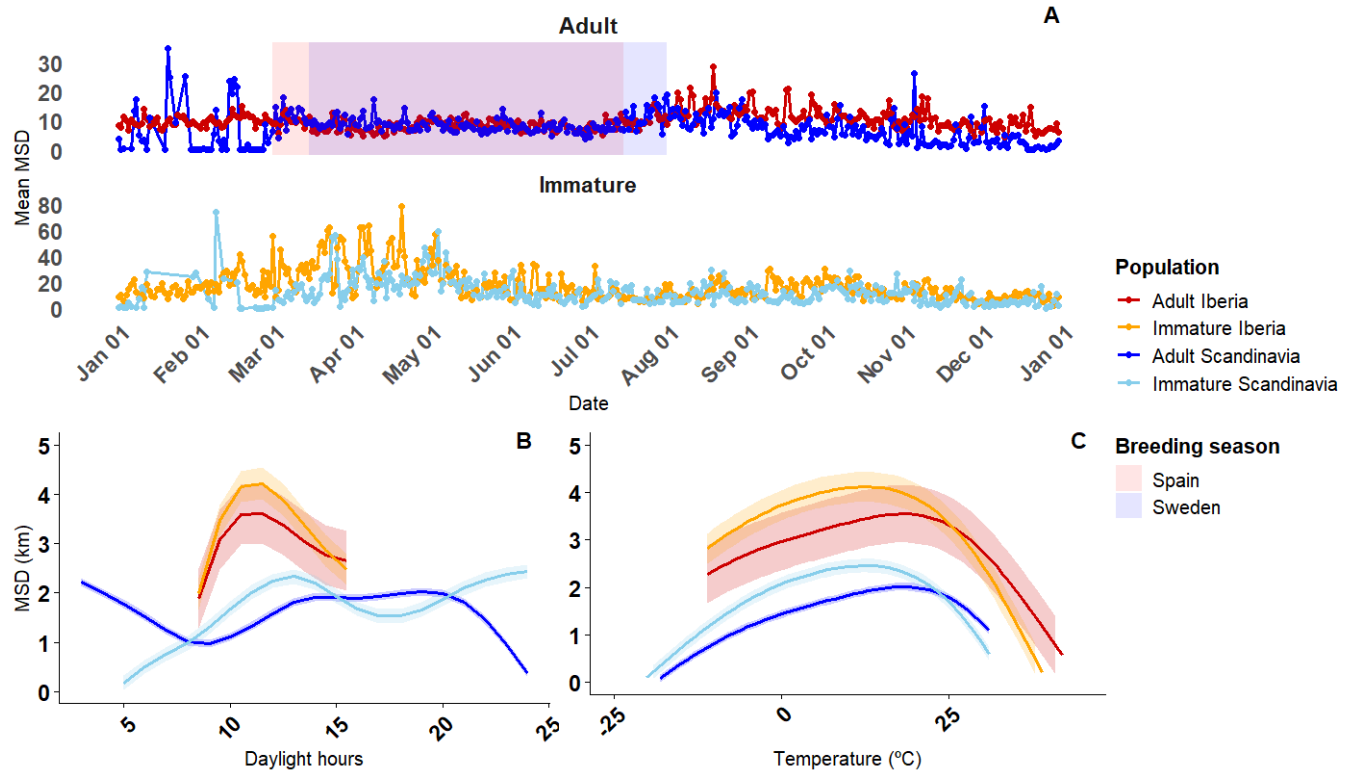 Adult
A
30
20
10
0
Mean MSD
Immature
80
60
40
20
0
Jan 01
Feb 01
Mar 01
Apr 01
May 01
Jun 01
Jul 01
Aug 01
Sep 01
Oct 01
Nov 01
Dec 01
Jan 01
Date
Population
Adult Iberia
Immature Iberia
Adult Scandinavia
Immature Scandinavia
Breeding season
Spain
Sweden
B
5
4
3
2
1
0
MSD (km)
5
10
15
20
25
Daylight hours
C
5
4
3
2
1
0
-25
0
25
Temperature (ºC)